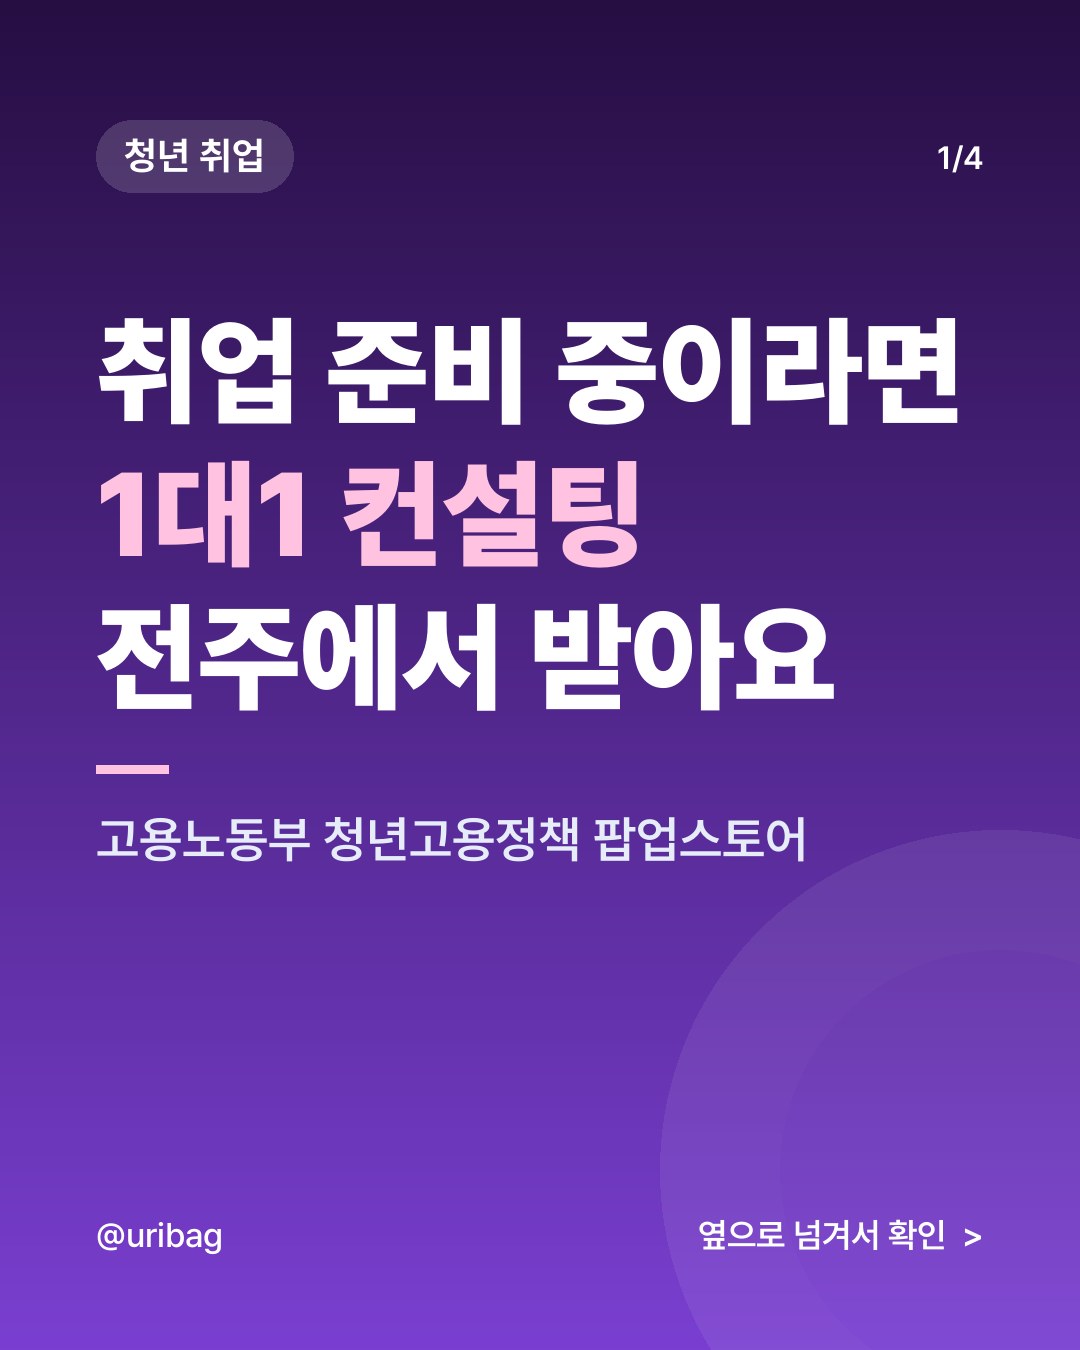 청년 취업
1/4
취업 준비 중이라면
1대1 컨설팅
전주에서 받아요
고용노동부 청년고용정책 팝업스토어
@uribag
옆으로 넘겨서 확인 >